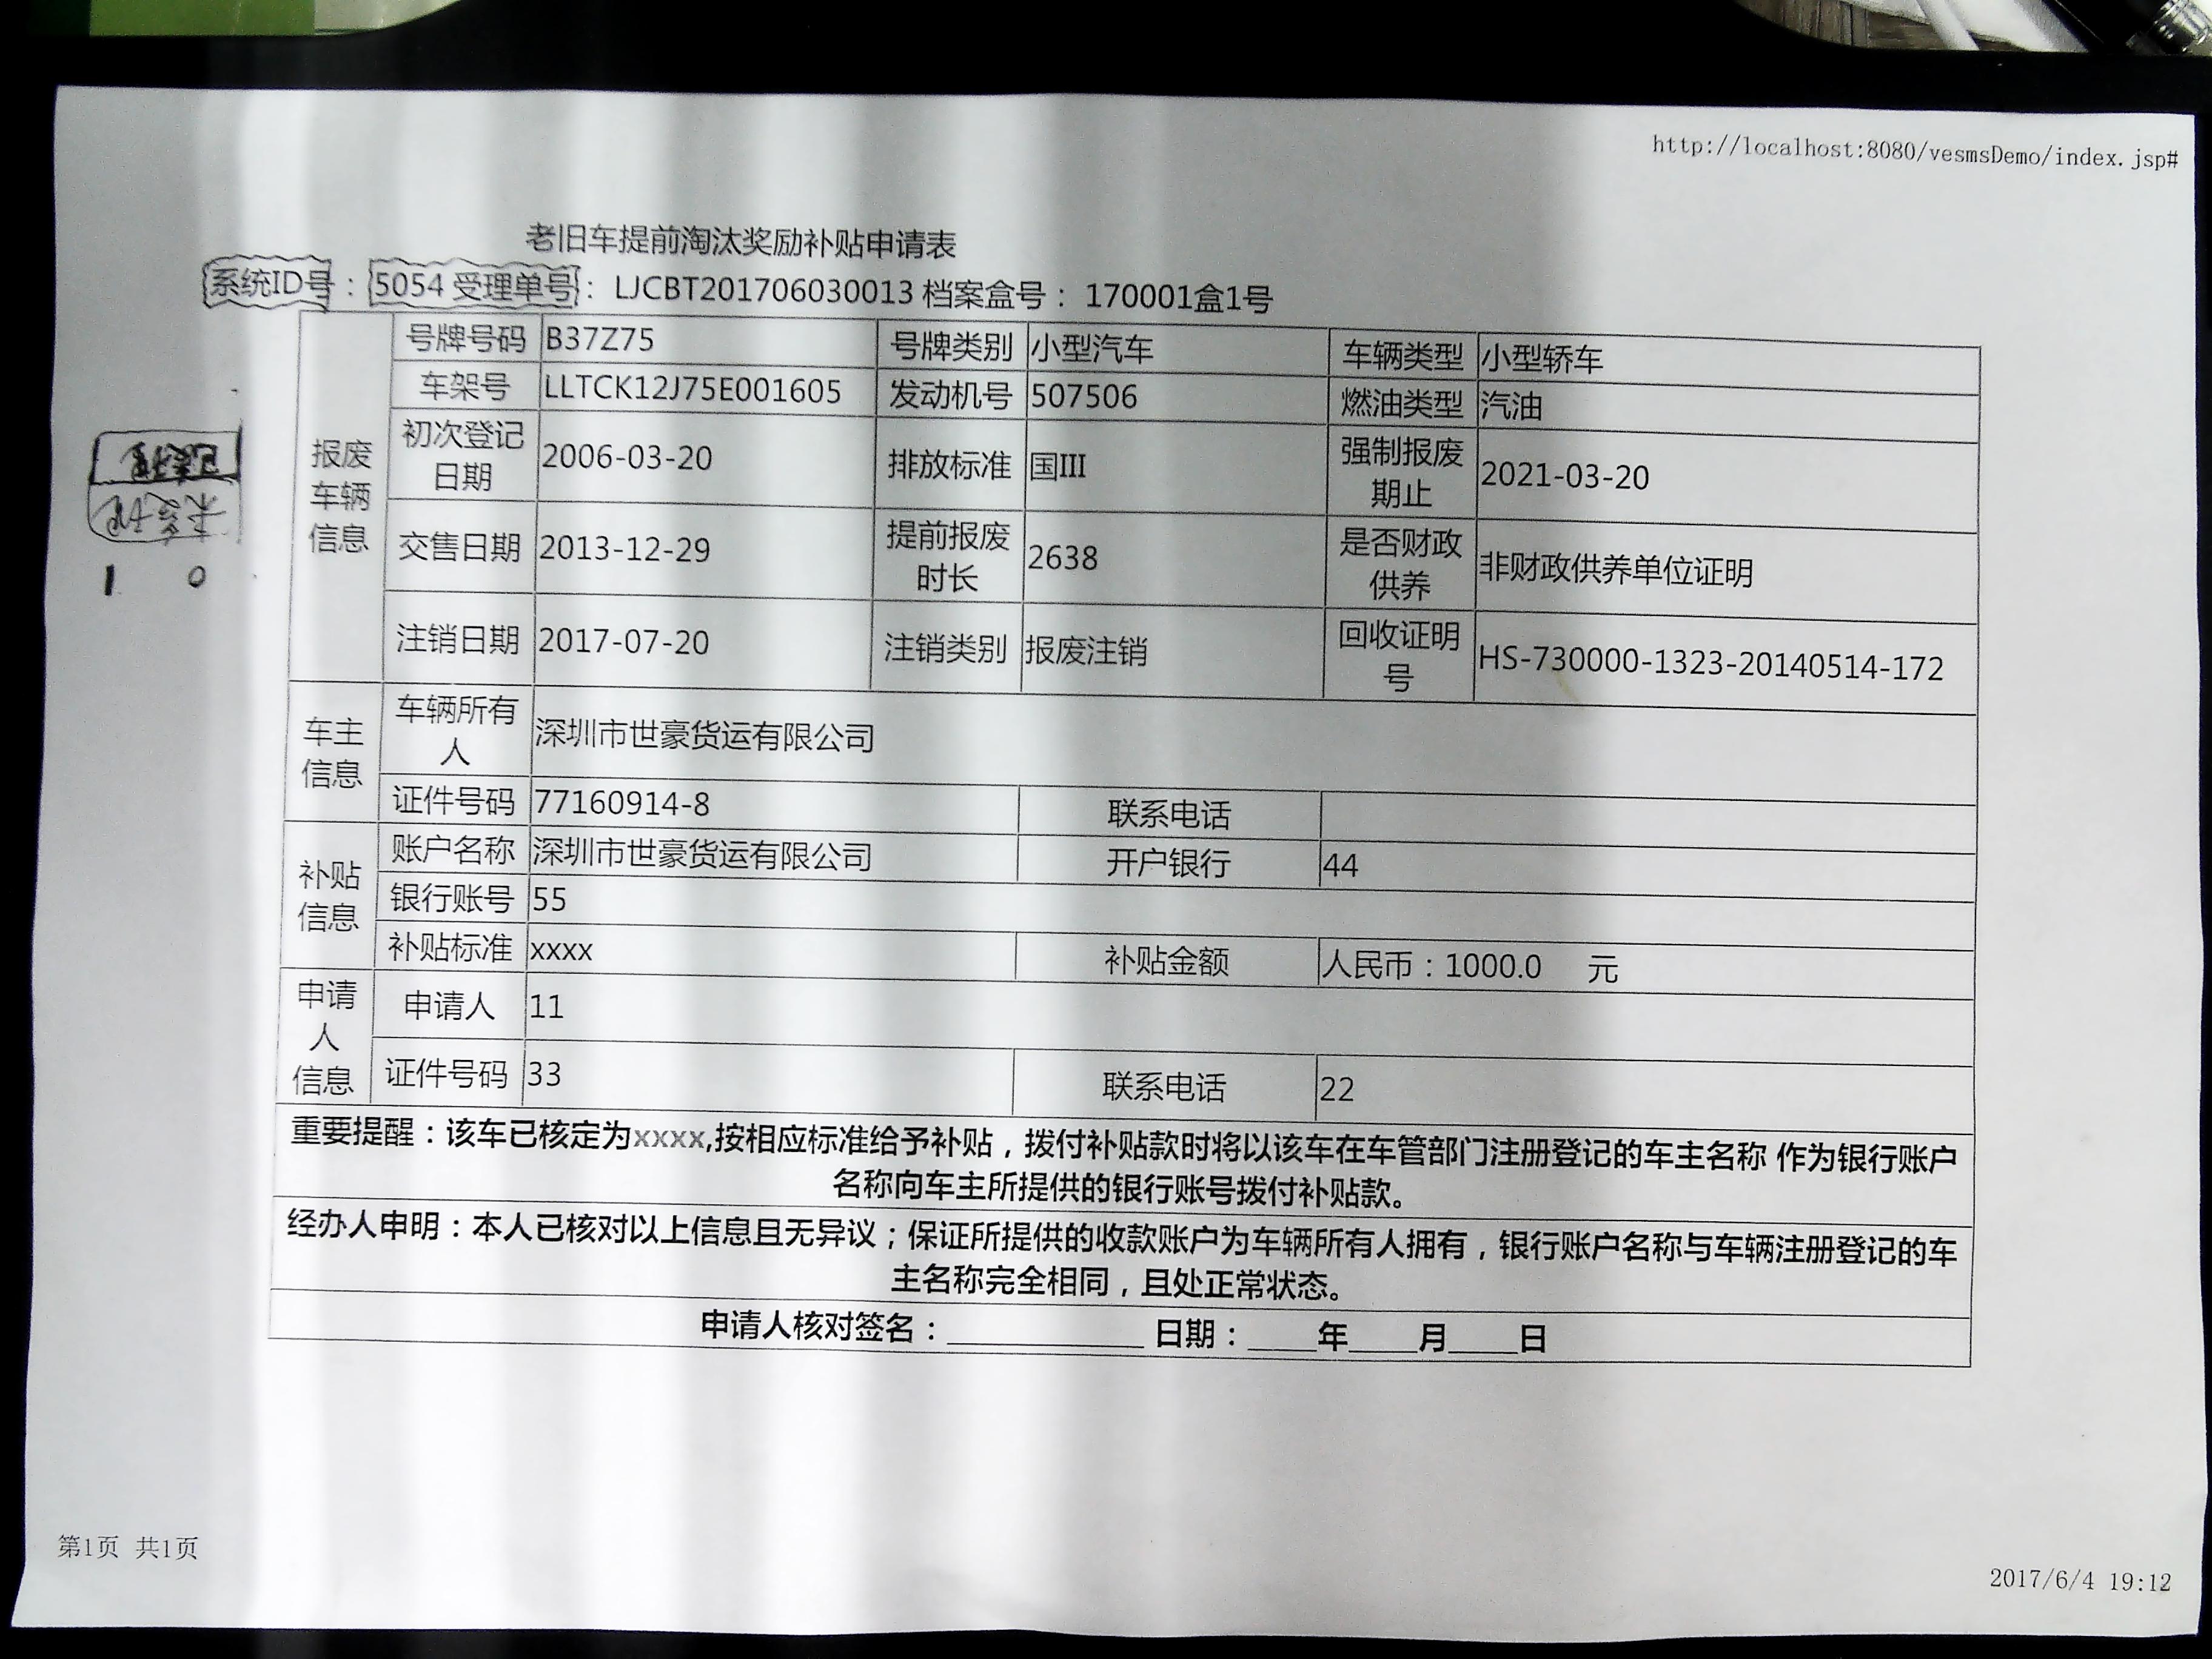 http://localhost:8080/vesmsDemo/index.jsp#
老旧车提前淘汰奖励补贴申请表
系统ID号：5054 受理单号：LJCBT201706030013 档案盒号：170001盒1号
报废车辆信息
号牌号码 B37Z75 号牌类别 小型汽车 车辆类型 小型轿车
车架号 LLTCK12J75E001605 发动机号 507506 燃油类型 汽油
初次登记日期 2006-03-20 排放标准 国III 强制报废期止 2021-03-20
交售日期 2013-12-29 提前报废时长 2638 是否财政供养 非财政供养单位证明
注销日期 2017-07-20 注销类别 报废注销 回收证明号 HS-730000-1323-20140514-172
车主信息
车辆所有人 深圳市世豪货运有限公司
证件号码 77160914-8 联系电话
补贴信息
账户名称 深圳市世豪货运有限公司 开户银行 44
银行账号 55
补贴标准 xxxx 补贴金额 人民币：1000.0 元
申请人信息
申请人 11
证件号码 33 联系电话 22
重要提醒：该车已核定为xxxx,按相应标准给予补贴，拨付补贴款时将以该车在车管部门注册登记的车主名称 作为银行账户
名称向车主所提供的银行账号拨付补贴款。
经办人申明：本人已核对以上信息且无异议；保证所提供的收款账户为车辆所有人拥有，银行账户名称与车辆注册登记的车
主名称完全相同，且处正常状态。
申请人核对签名：____________ 日期：____年____月____日
1 0
第1页 共1页
2017/6/4 19:12